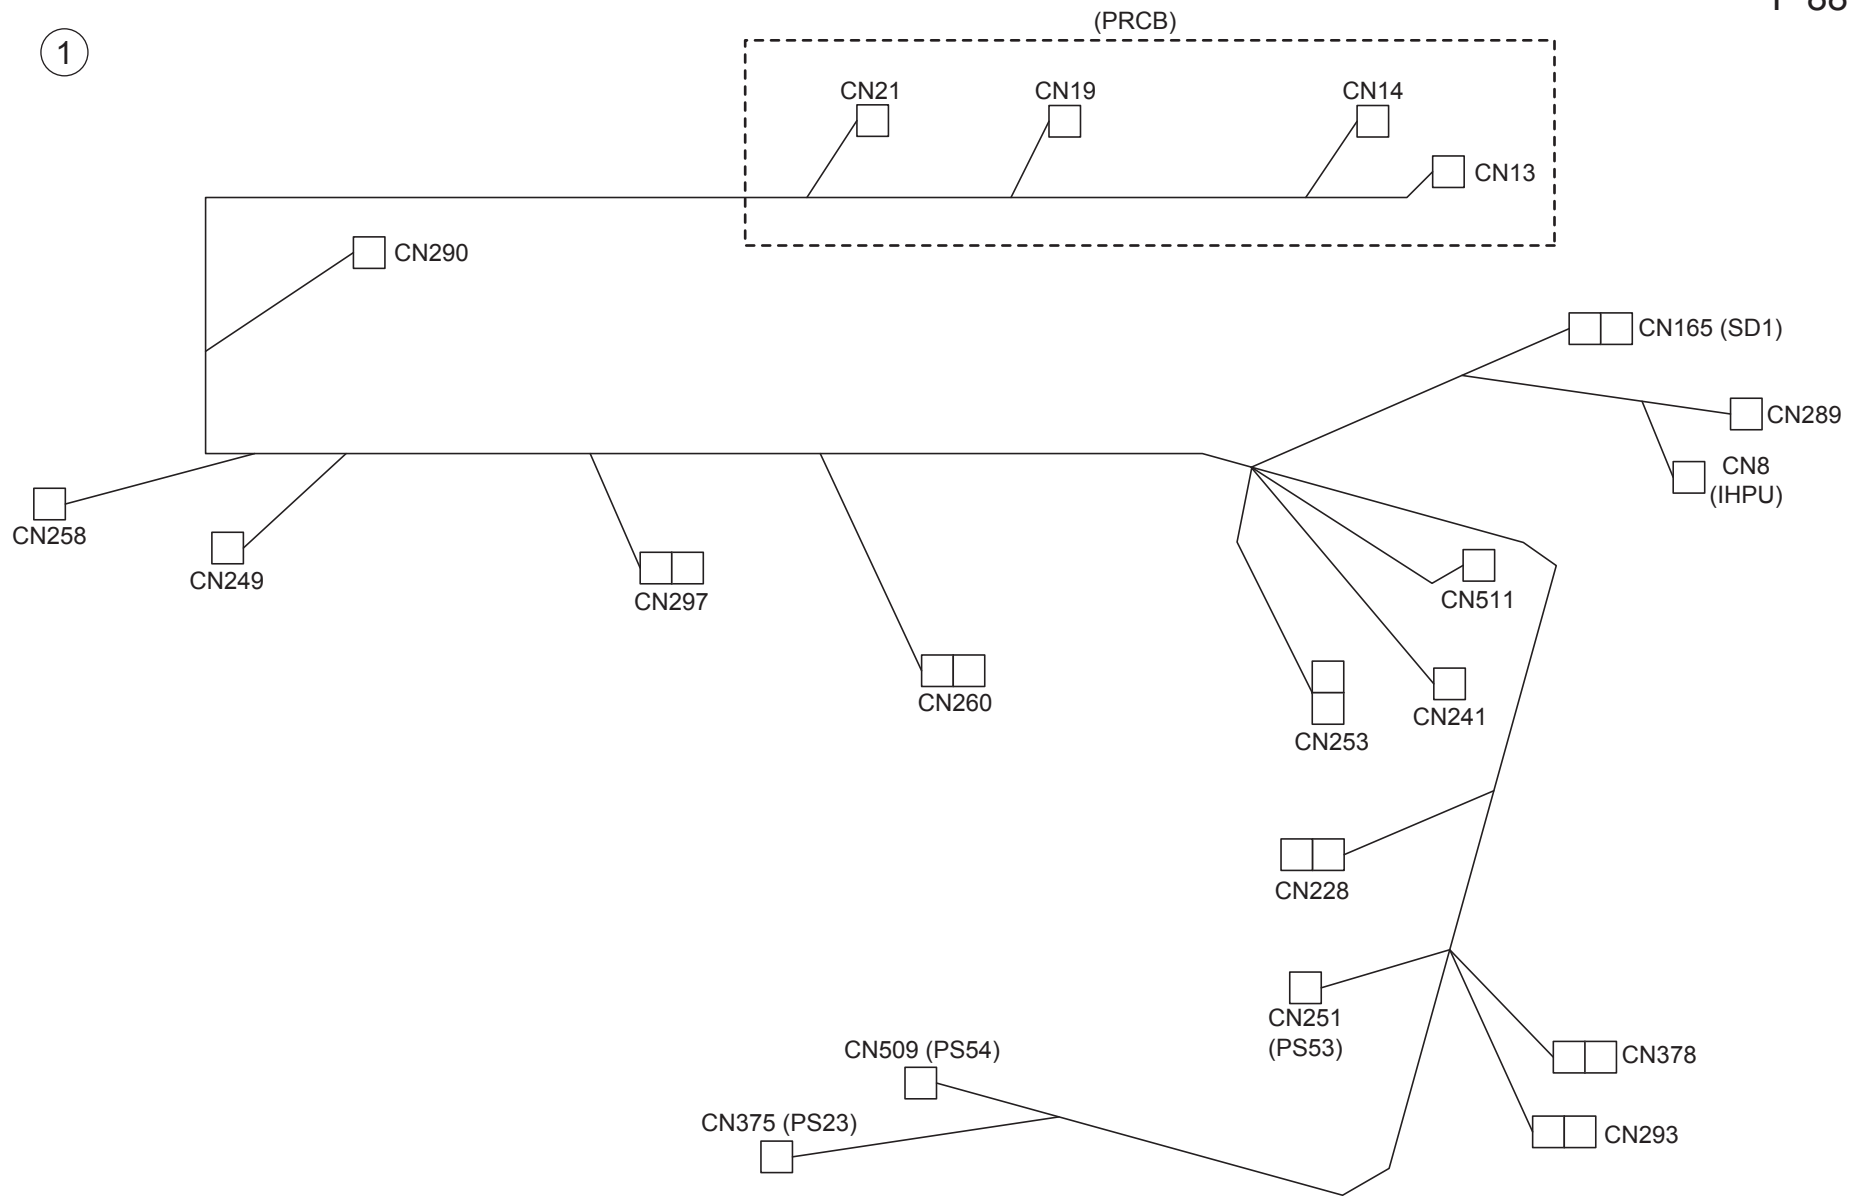 (PRCB)
1
CN21
CN19
CN14
CN13
CN290
CN165 (SD1)
CN289
CN8
(IHPU)
CN258
CN249
CN297
CN511
CN260
CN241
CN253
CN228
CN251
(PS53)
CN509 (PS54)
CN378
CN375 (PS23)
CN293